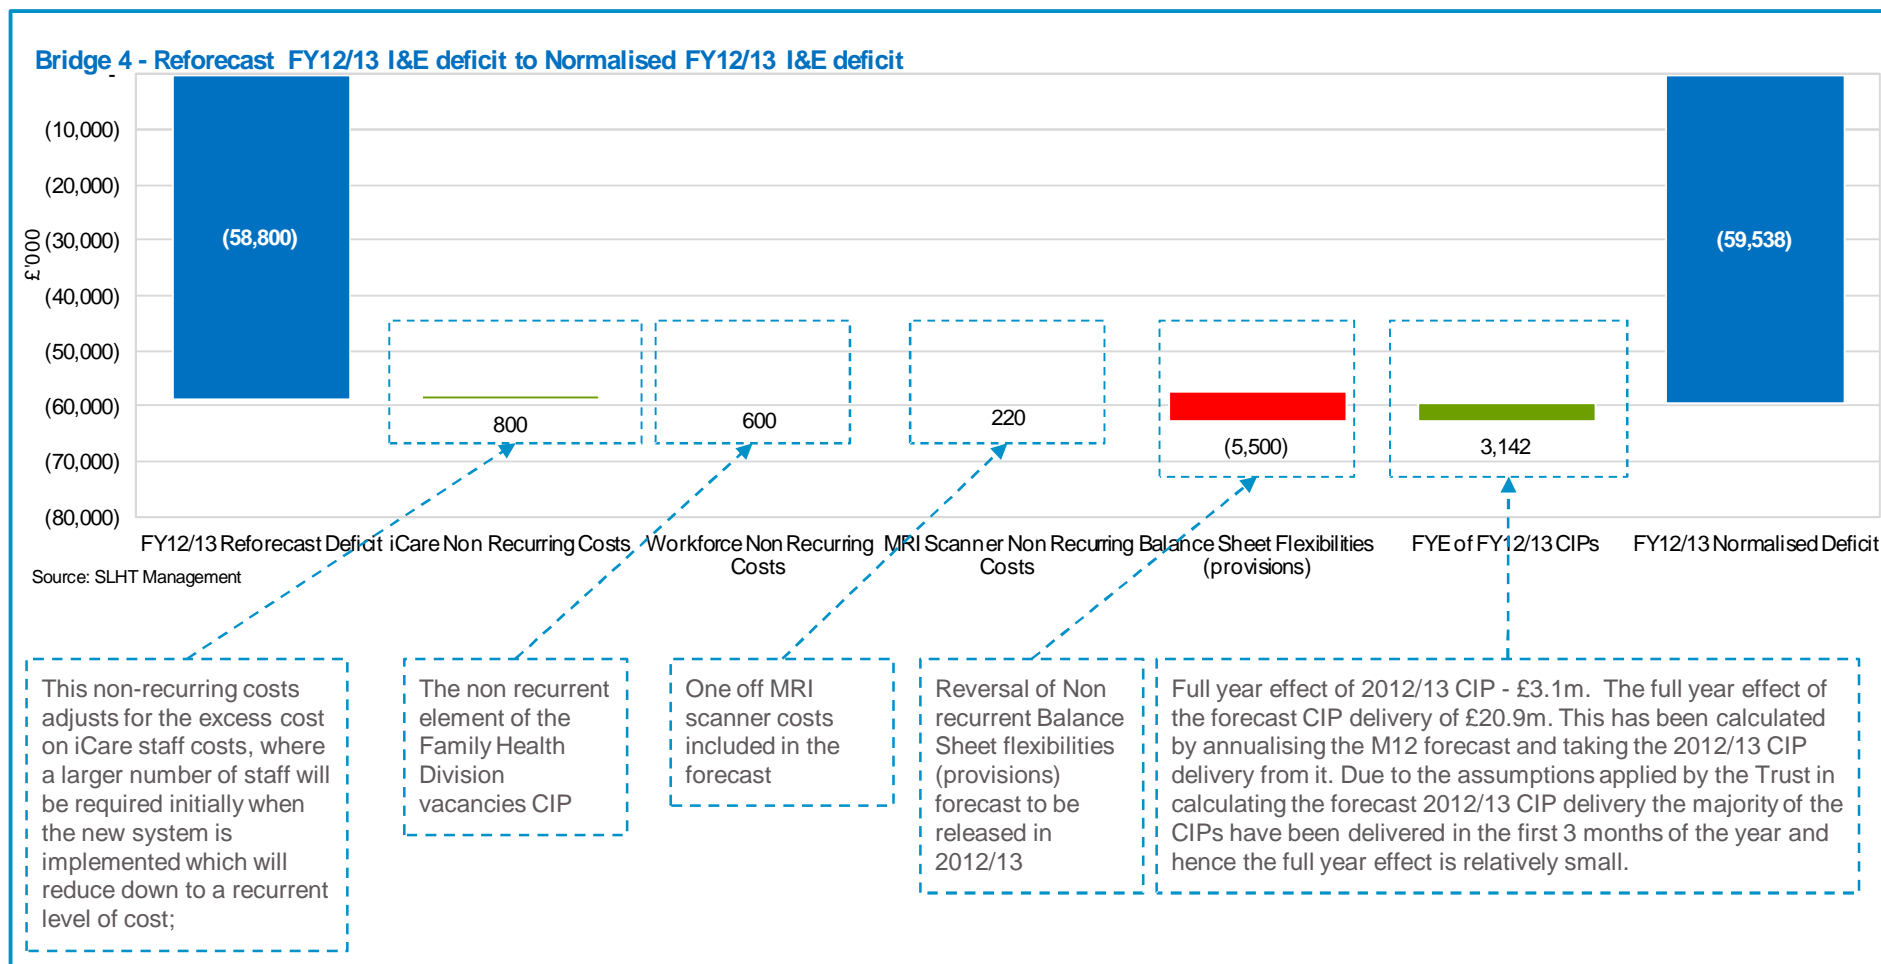 Bridge 4 - Reforecast FY12/13 I&E deficit to Normalised FY12/13 I&E deficit
-
(10,000)
(20,000)
(30,000)
(40,000)
(50,000)
(60,000)
(70,000)
(80,000)
£'000
(58,800)
800
600
220
(5,500)
3,142
(59,538)
FY12/13 Reforecast Deficit
iCare Non Recurring Costs
Workforce Non Recurring
Costs
MRI Scanner Non Recurring
Costs
Balance Sheet Flexibilities
(provisions)
FYE of FY12/13 CIPs
FY12/13 Normalised Deficit
Source: SLHT Management
This non-recurring costs
adjusts for the excess cost
on iCare staff costs, where
a larger number of staff will
be required initially when
the new system is
implemented which will
reduce down to a recurrent
level of cost;
The non recurrent
element of the
Family Health
Division
vacancies CIP
One off MRI
scanner costs
included in the
forecast
Reversal of Non
recurrent Balance
Sheet flexibilities
(provisions)
forecast to be
released in
2012/13
Full year effect of 2012/13 CIP - £3.1m. The full year effect of
the forecast CIP delivery of £20.9m. This has been calculated
by annualising the M12 forecast and taking the 2012/13 CIP
delivery from it. Due to the assumptions applied by the Trust in
calculating the forecast 2012/13 CIP delivery the majority of the
CIPs have been delivered in the first 3 months of the year and
hence the full year effect is relatively small.